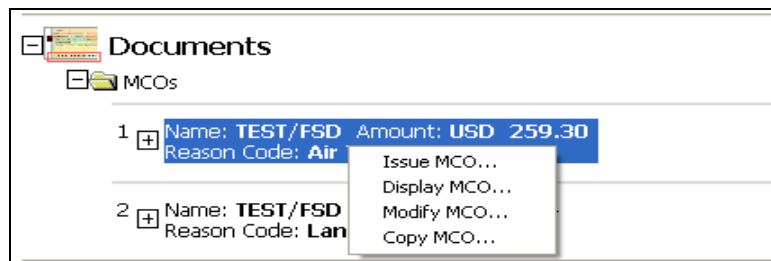 Documents
MCOs
1 Name: TEST/FSD Amount: USD 259.30
Reason Code: Air
Issue MCO...
Display MCO...
Modify MCO...
Copy MCO...
2 Name: TEST/FSD
Reason Code: Lan